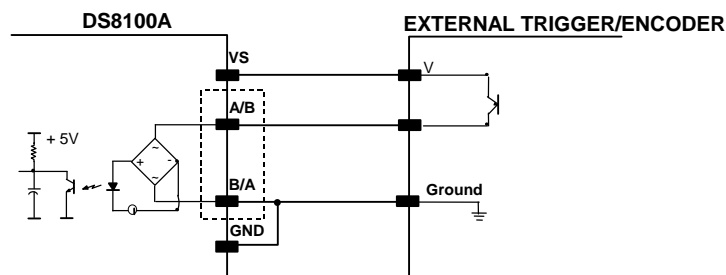 DS8100A
EXTERNAL TRIGGER/ENCODER
VS
V
A/B
+ 5V
~
+
-
~
B/A
Ground
GND